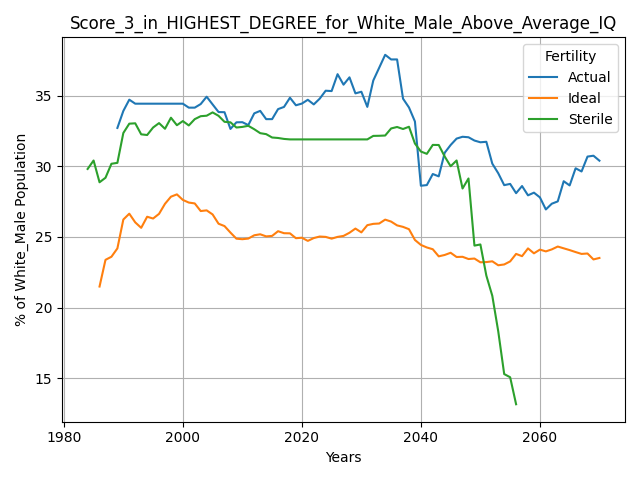 Score_3_in_HIGHEST_DEGREE_for_White_Male_Above_Average_IQ
Fertility
Actual
Ideal
Sterile
% of White_Male Population
35
30
25
20
15
1980
2000
2020
2040
2060
Years